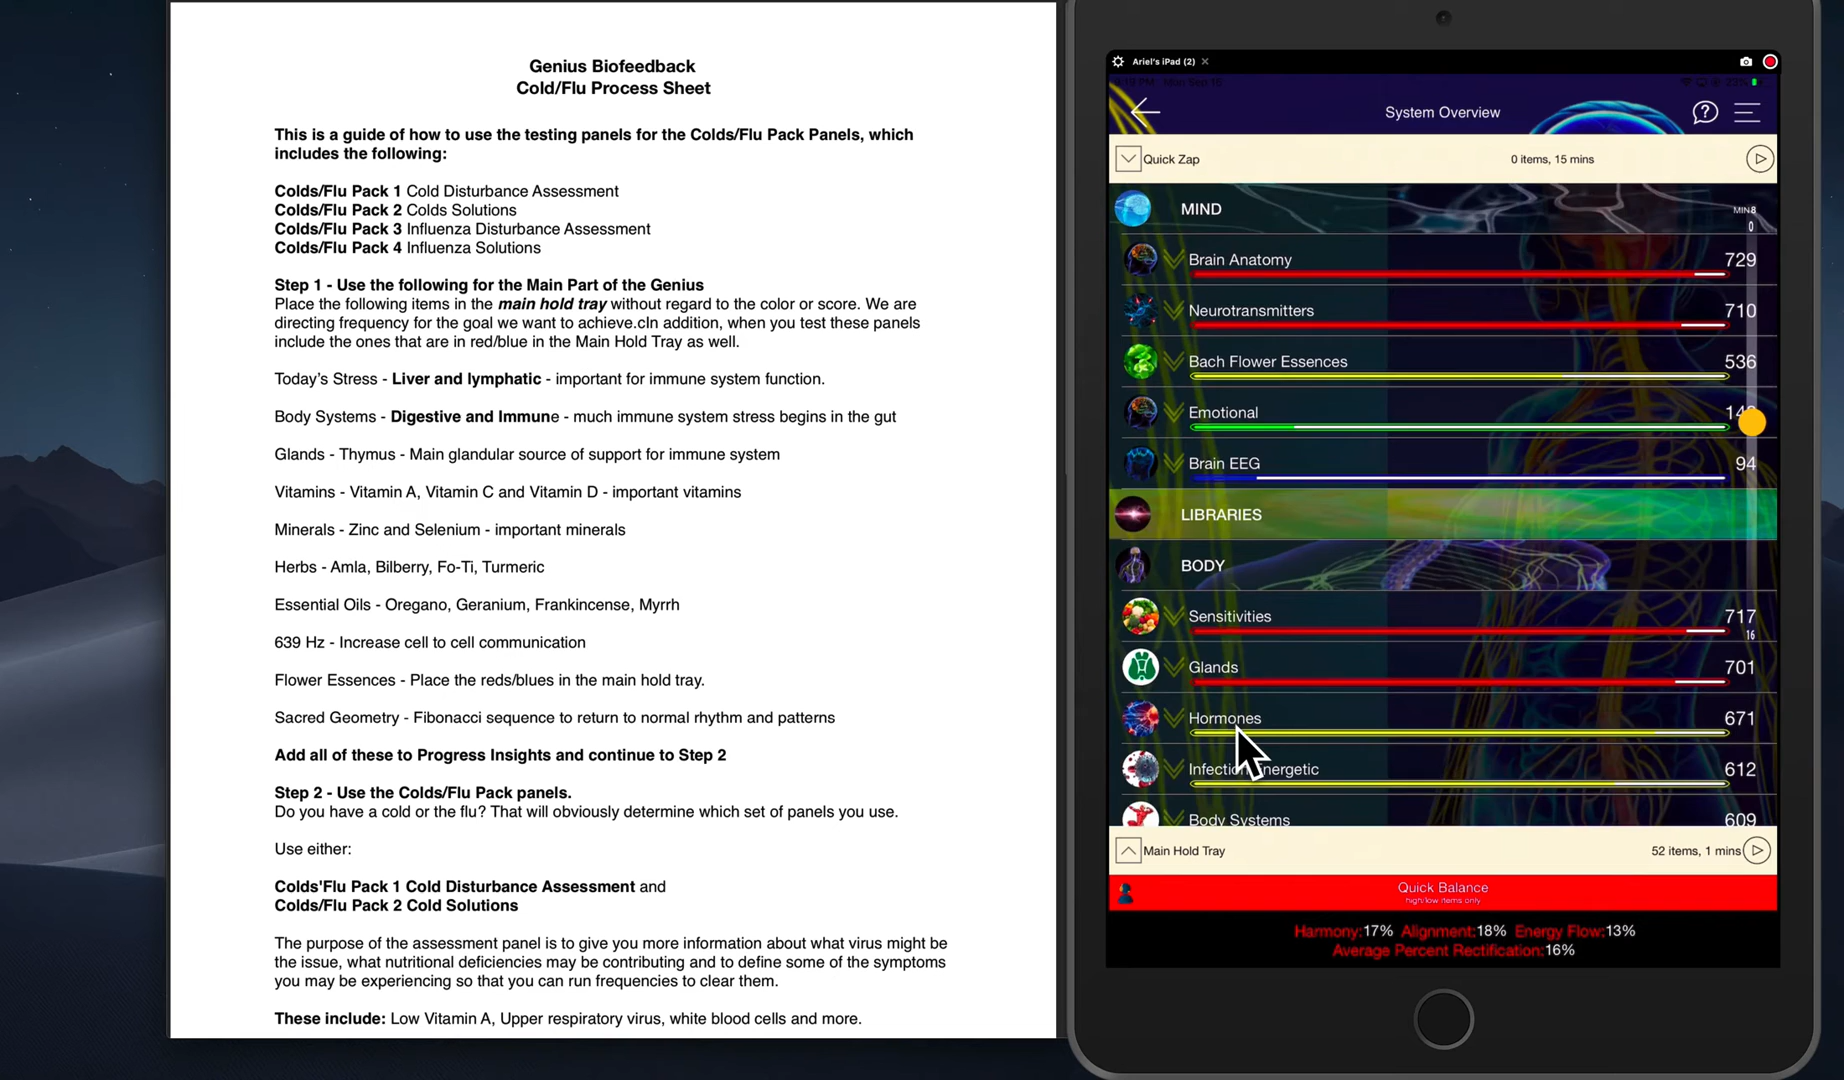 Genius Biofeedback
Cold/Flu Process Sheet
This is a guide of how to use the testing panels for the Colds/Flu Pack Panels, which
includes the following:
Colds/Flu Pack 1 Cold Disturbance Assessment
Colds/Flu Pack 2 Colds Solutions
Colds/Flu Pack 3 Influenza Disturbance Assessment
Colds/Flu Pack 4 Influenza Solutions
Step 1 - Use the following for the Main Part of the Genius
Place the following items in the main hold tray without regard to the color or score. We are
directing frequency for the goal we want to achieve.cIn addition, when you test these panels
include the ones that are in red/blue in the Main Hold Tray as well.
Today's Stress - Liver and lymphatic - important for immune system function.
Body Systems - Digestive and Immune - much immune system stress begins in the gut
Glands - Thymus - Main glandular source of support for immune system
Vitamins - Vitamin A, Vitamin C and Vitamin D - important vitamins
Minerals - Zinc and Selenium - important minerals
Herbs - Amla, Bilberry, Fo-Ti, Turmeric
Essential Oils - Oregano, Geranium, Frankincense, Myrrh
639 Hz - Increase cell to cell communication
Flower Essences - Place the reds/blues in the main hold tray.
Sacred Geometry - Fibonacci sequence to return to normal rhythm and patterns
Add all of these to Progress Insights and continue to Step 2
Step 2 - Use the Colds/Flu Pack panels.
Do you have a cold or the flu? That will obviously determine which set of panels you use.
Use either:
Colds'Flu Pack 1 Cold Disturbance Assessment and
Colds/Flu Pack 2 Cold Solutions
The purpose of the assessment panel is to give you more information about what virus might be
the issue, what nutritional deficiencies may be contributing and to define some of the symptoms
you may be experiencing so that you can run frequencies to clear them.
These include: Low Vitamin A, Upper respiratory virus, white blood cells and more.
Ariel's iPad (2)
Mon Sep 23%
System Overview
Quick Zap 0 items, 15 mins
MIND
0
Brain Anatomy 729
Neurotransmitters 710
Bach Flower Essences 536
Emotional
Brain EEG 94
LIBRARIES
BODY
Sensitivities 717
16
Glands 701
Hormones 671
Infection Energetic 612
Body Systems 609
Main Hold Tray 52 items, 1 mins
Quick Balance
high/low items only
Harmony:17% Alignment:18% Energy Flow:13%
Average Percent Rectification:16%